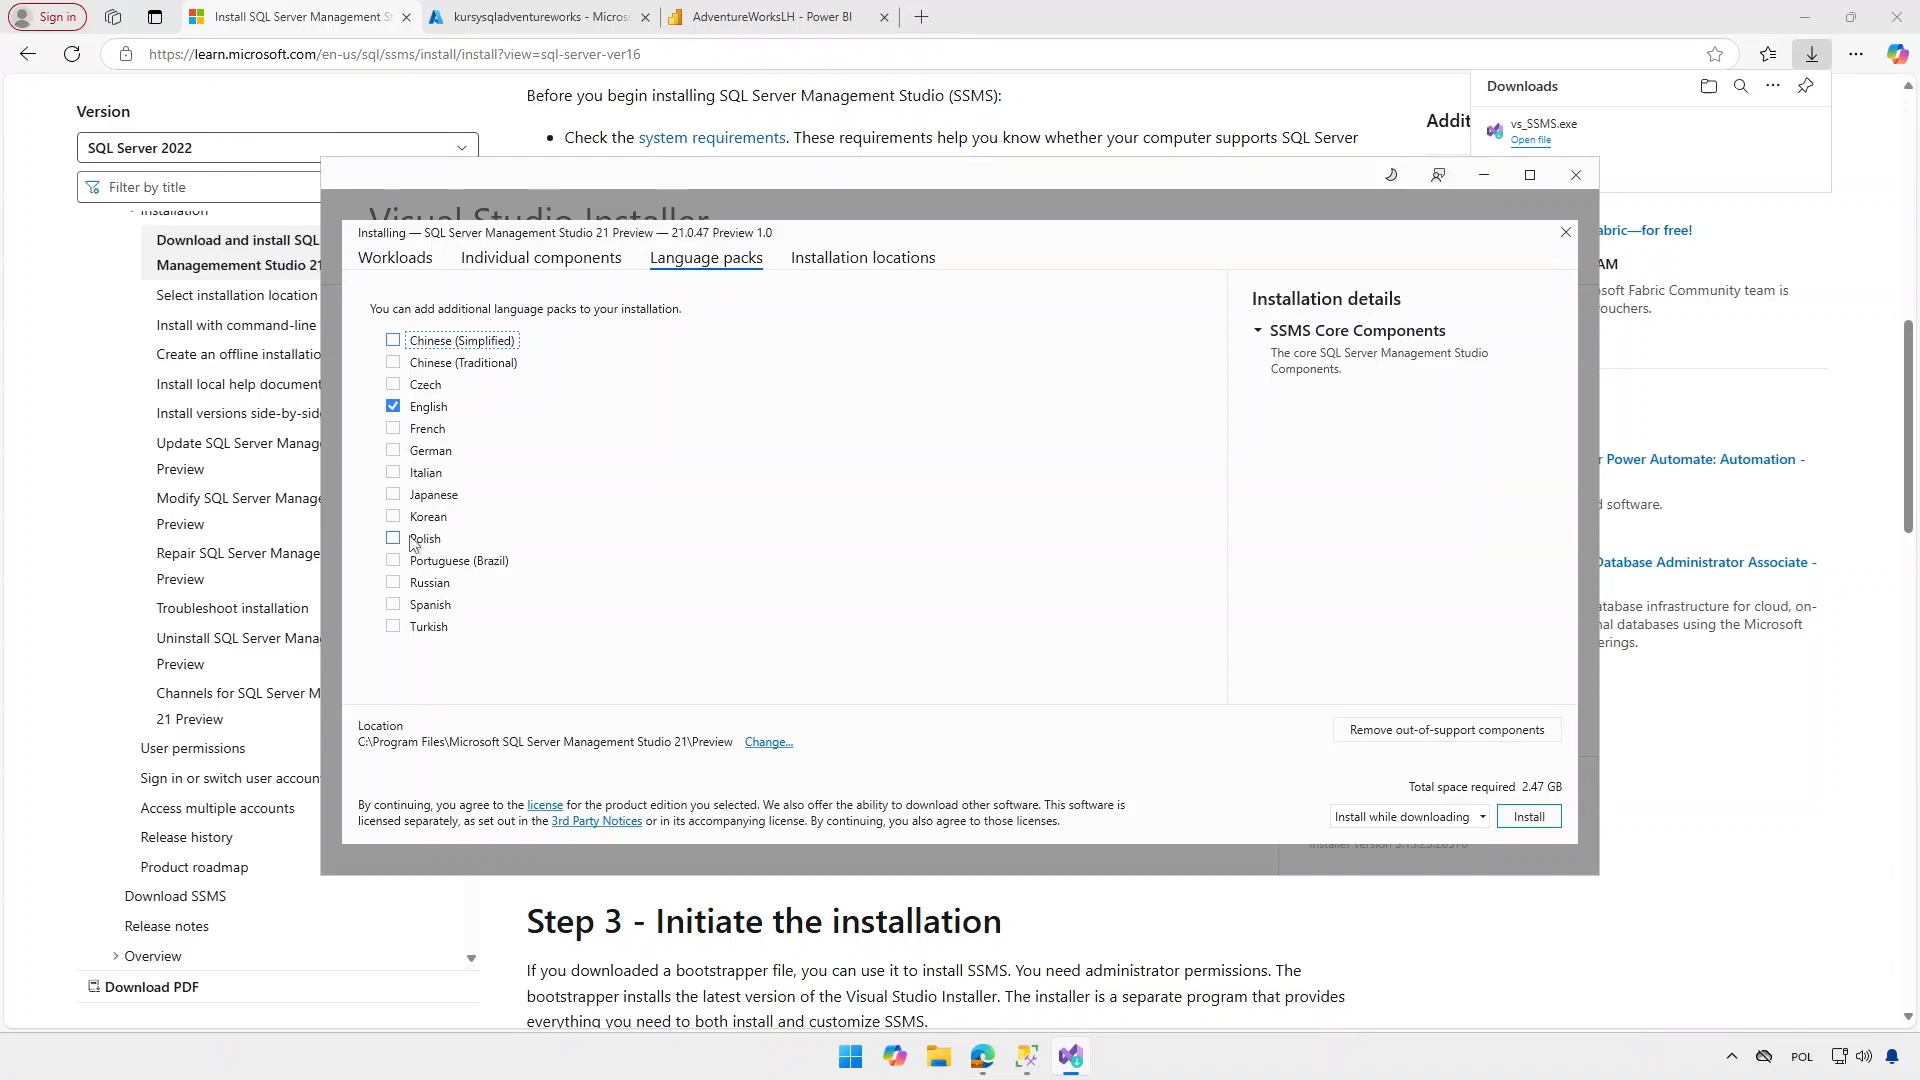 Sign in
Install SQL Server Management S
kursysqladventureworks - Micros
AdventureWorksLH - Power BI
https://learn.microsoft.com/en-us/sql/ssms/install/install?view=sql-server-ver16
Downloads
vs_SSMS.exe
Open file
Version
SQL Server 2022
Filter by title
Installation
Download and install SQL
Managemement Studio 21
Select installation location
Install with command-line
Create an offline installatio
Install local help document
Install versions side-by-sid
Update SQL Server Manag
Preview
Modify SQL Server Manage
Preview
Repair SQL Server Manage
Preview
Troubleshoot installation
Uninstall SQL Server Mana
Preview
Channels for SQL Server M
21 Preview
User permissions
Sign in or switch user accoun
Access multiple accounts
Release history
Product roadmap
Download SSMS
Release notes
Overview
Download PDF
Before you begin installing SQL Server Management Studio (SSMS):
• Check the system requirements. These requirements help you know whether your computer supports SQL Server
Addit
Visual Studio Installer
Installing — SQL Server Management Studio 21 Preview — 21.0.47 Preview 1.0
Workloads
Individual components
Language packs
Installation locations
You can add additional language packs to your installation.
Chinese (Simplified)
Chinese (Traditional)
Czech
English
French
German
Italian
Japanese
Korean
Polish
Portuguese (Brazil)
Russian
Spanish
Turkish
Installation details
SSMS Core Components
The core SQL Server Management Studio
Components.
Location
C:\Program Files\Microsoft SQL Server Management Studio 21\Preview Change...
Remove out-of-support components
Total space required 2.47 GB
By continuing, you agree to the license for the product edition you selected. We also offer the ability to download other software. This software is
licensed separately, as set out in the 3rd Party Notices or in its accompanying license. By continuing, you also agree to those licenses.
Install while downloading
Install
abric—for free!
AM
osoft Fabric Community team is
vouchers.
r Power Automate: Automation -
d software.
Database Administrator Associate -
atabase infrastructure for cloud, on-
nal databases using the Microsoft
erings.
Step 3 - Initiate the installation
If you downloaded a bootstrapper file, you can use it to install SSMS. You need administrator permissions. The
bootstrapper installs the latest version of the Visual Studio Installer. The installer is a separate program that provides
everything you need to both install and customize SSMS.
POL